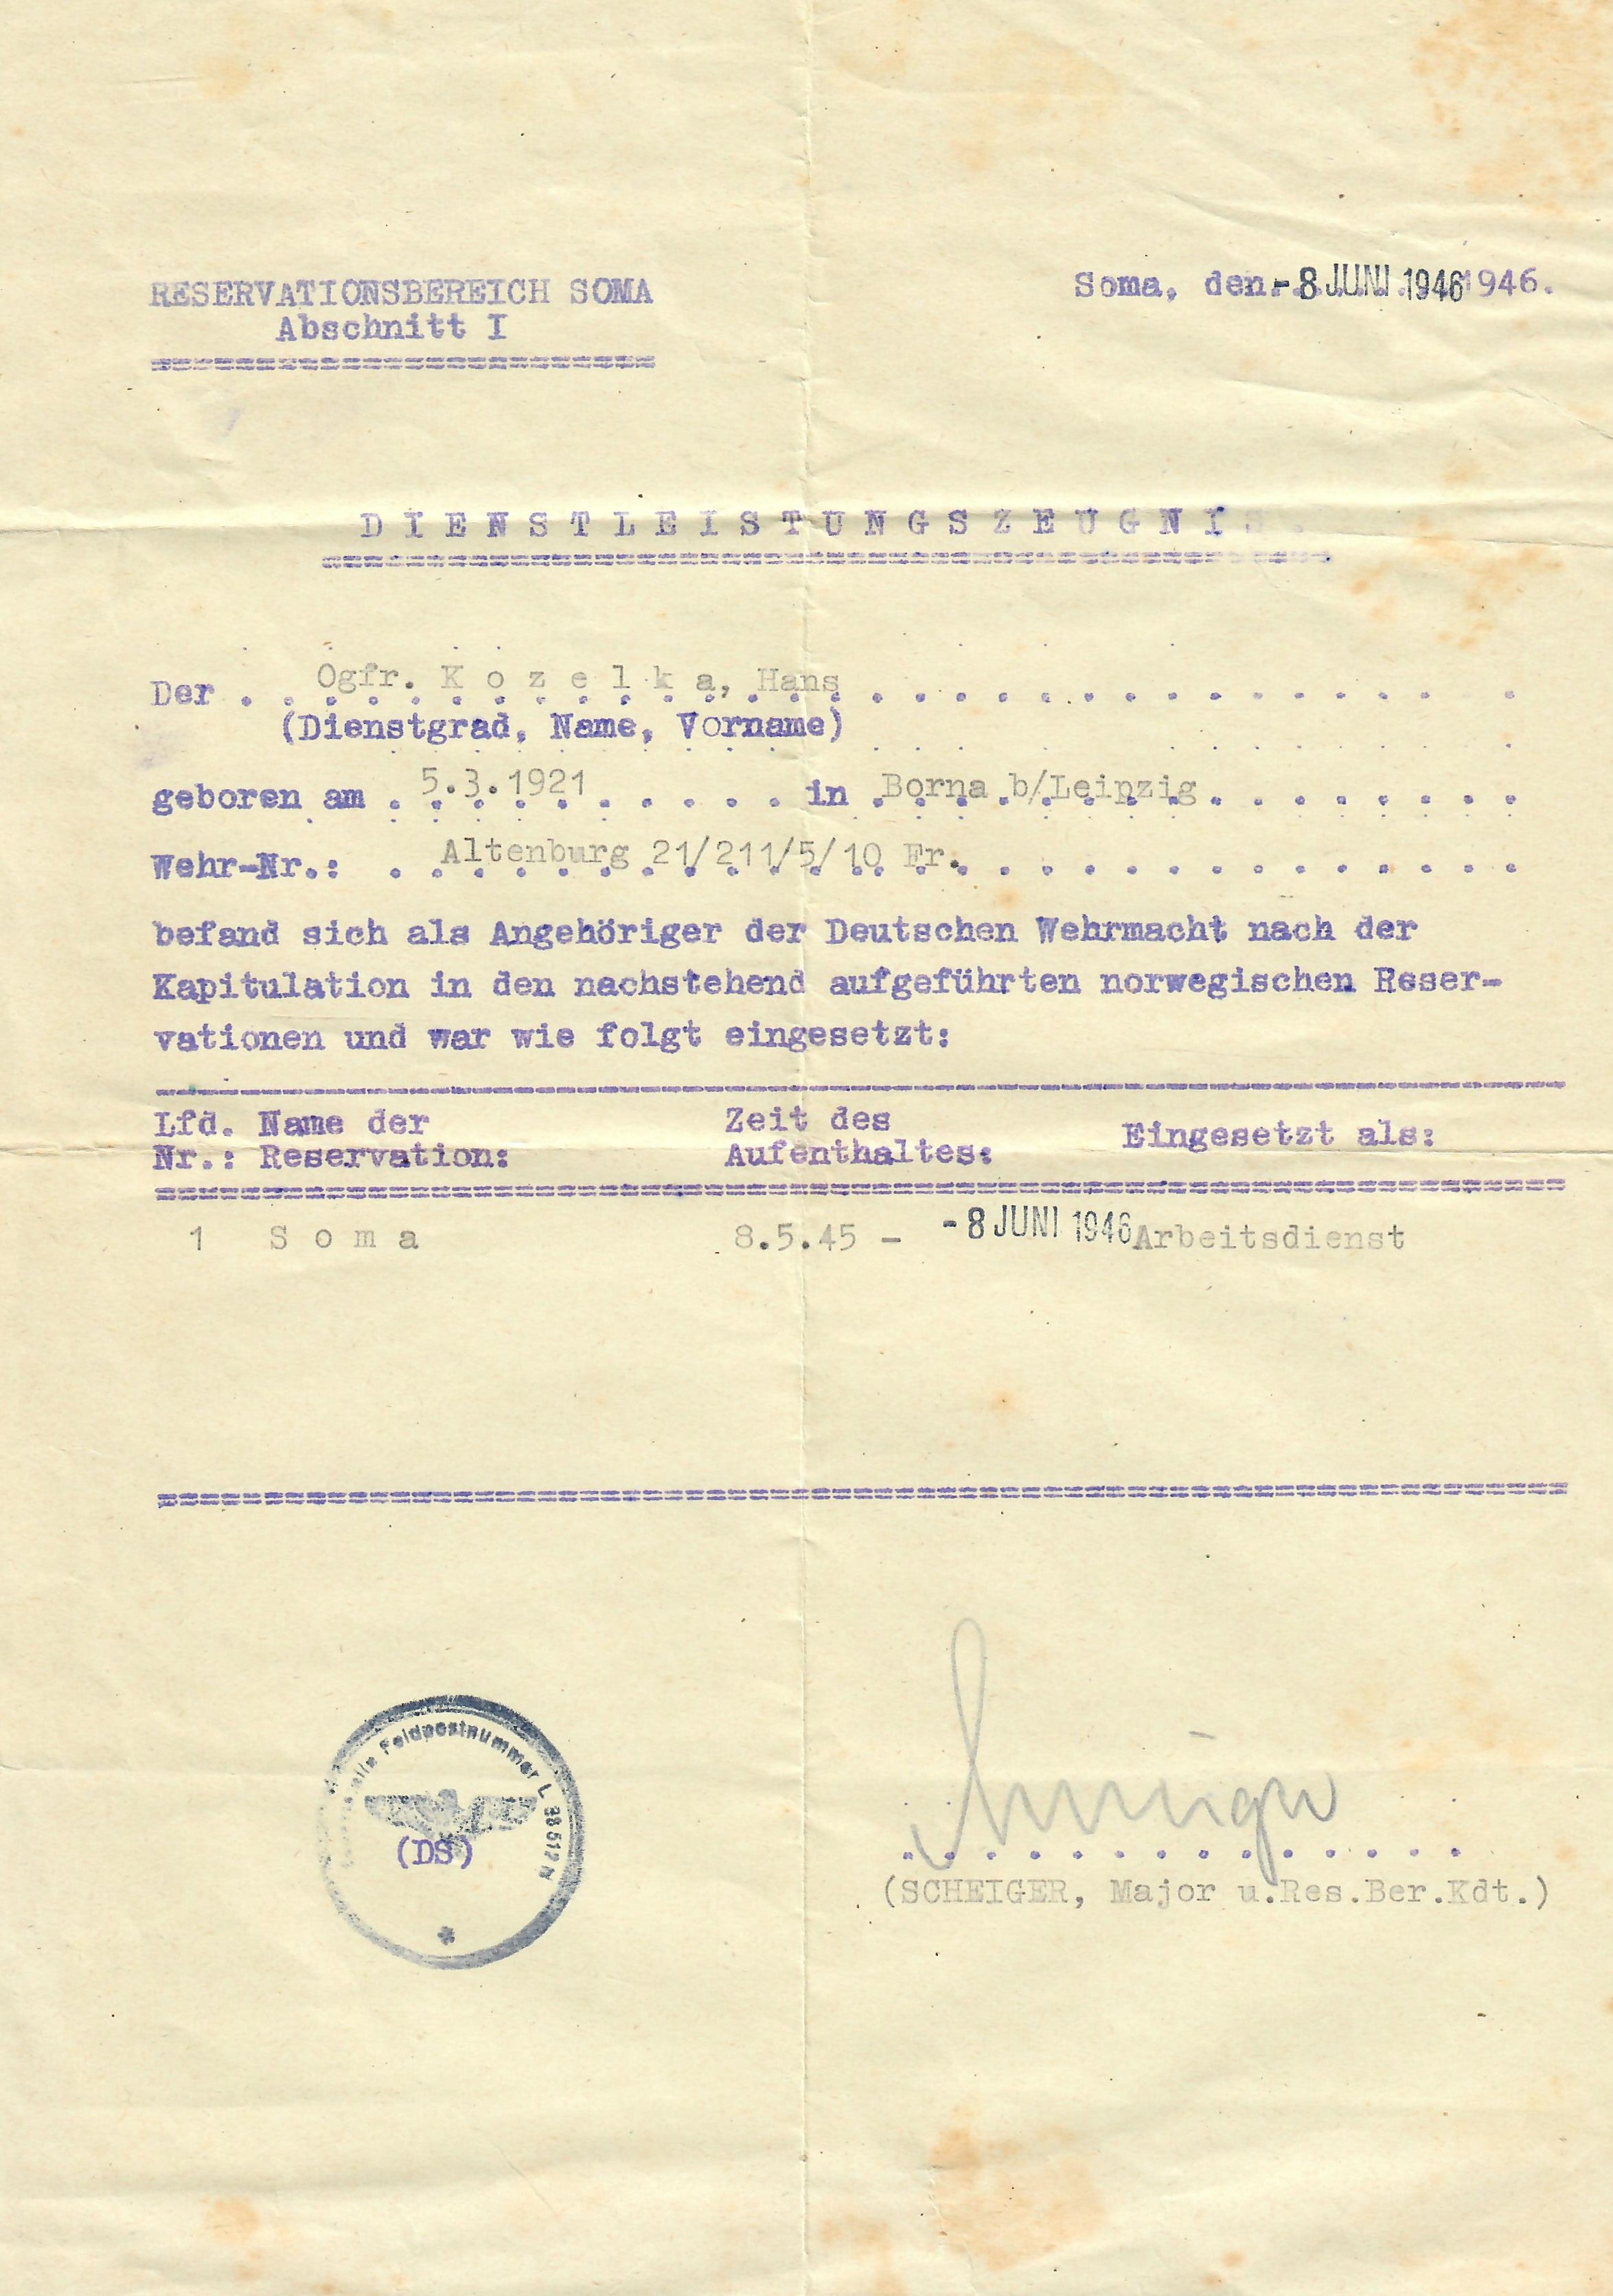 RESERVATIONSBEREICH SOMA
Abschnitt I
Soma, den -8 JUNI 1946 1946.
DIENSTLEISTUNGSZEUGNIS.
Der Ogfr. Kozelka, Hans
(Dienstgrad, Name, Vorname)
geboren am 5.3.1921 in Borna b/Leipzig
Wehr-Nr.: Altenburg 21/211/5/10 Fr.
befand sich als Angehöriger der Deutschen Wehrmacht nach der
Kapitulation in den nachstehend aufgeführten norwegischen Reser-
vationen und war wie folgt eingesetzt:
Lfd. Name der Zeit des Eingesetzt als:
Nr.: Reservation: Aufenthaltes:
1 Soma 8.5.45 - -8 JUNI 1946 Arbeitsdienst
Feldpostnummer L
(DS)
(SCHEIGER, Major u.Res.Ber.Kdt.)